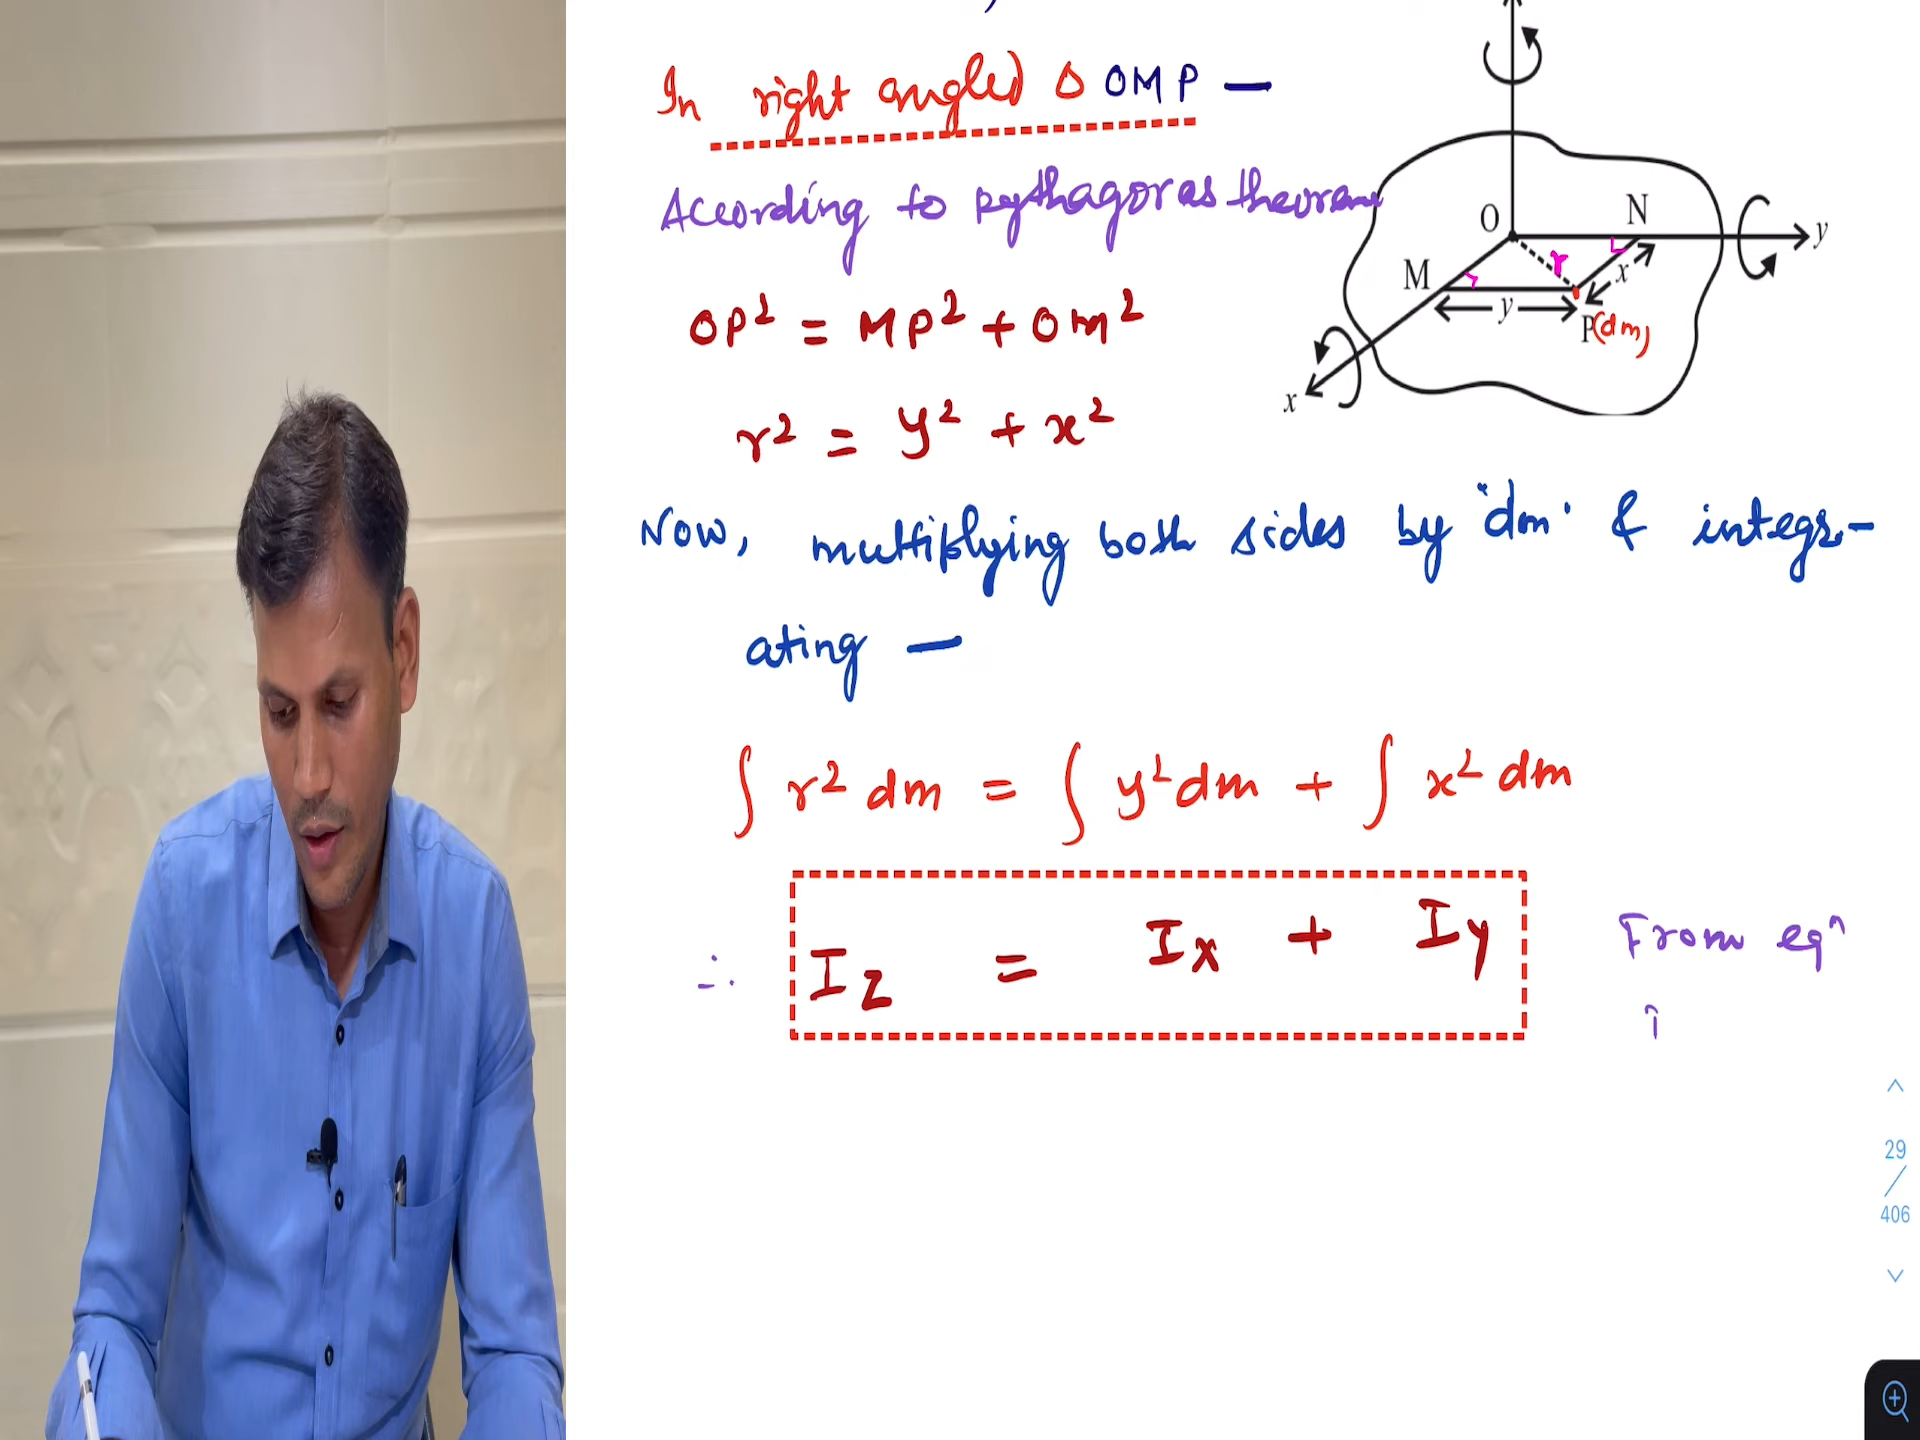 In right angled Δ OMP —
According to pythagoras theorem
OP² = MP² + OM²
r² = y² + x²
Now, multiplying both sides by "dm" & integr-
ating —
∫ r² dm = ∫ y² dm + ∫ x² dm
∴ Iz = Ix + Iy
From eqⁿ
O
N
y
M
r
x
y
P(dm)
x
29
/
406